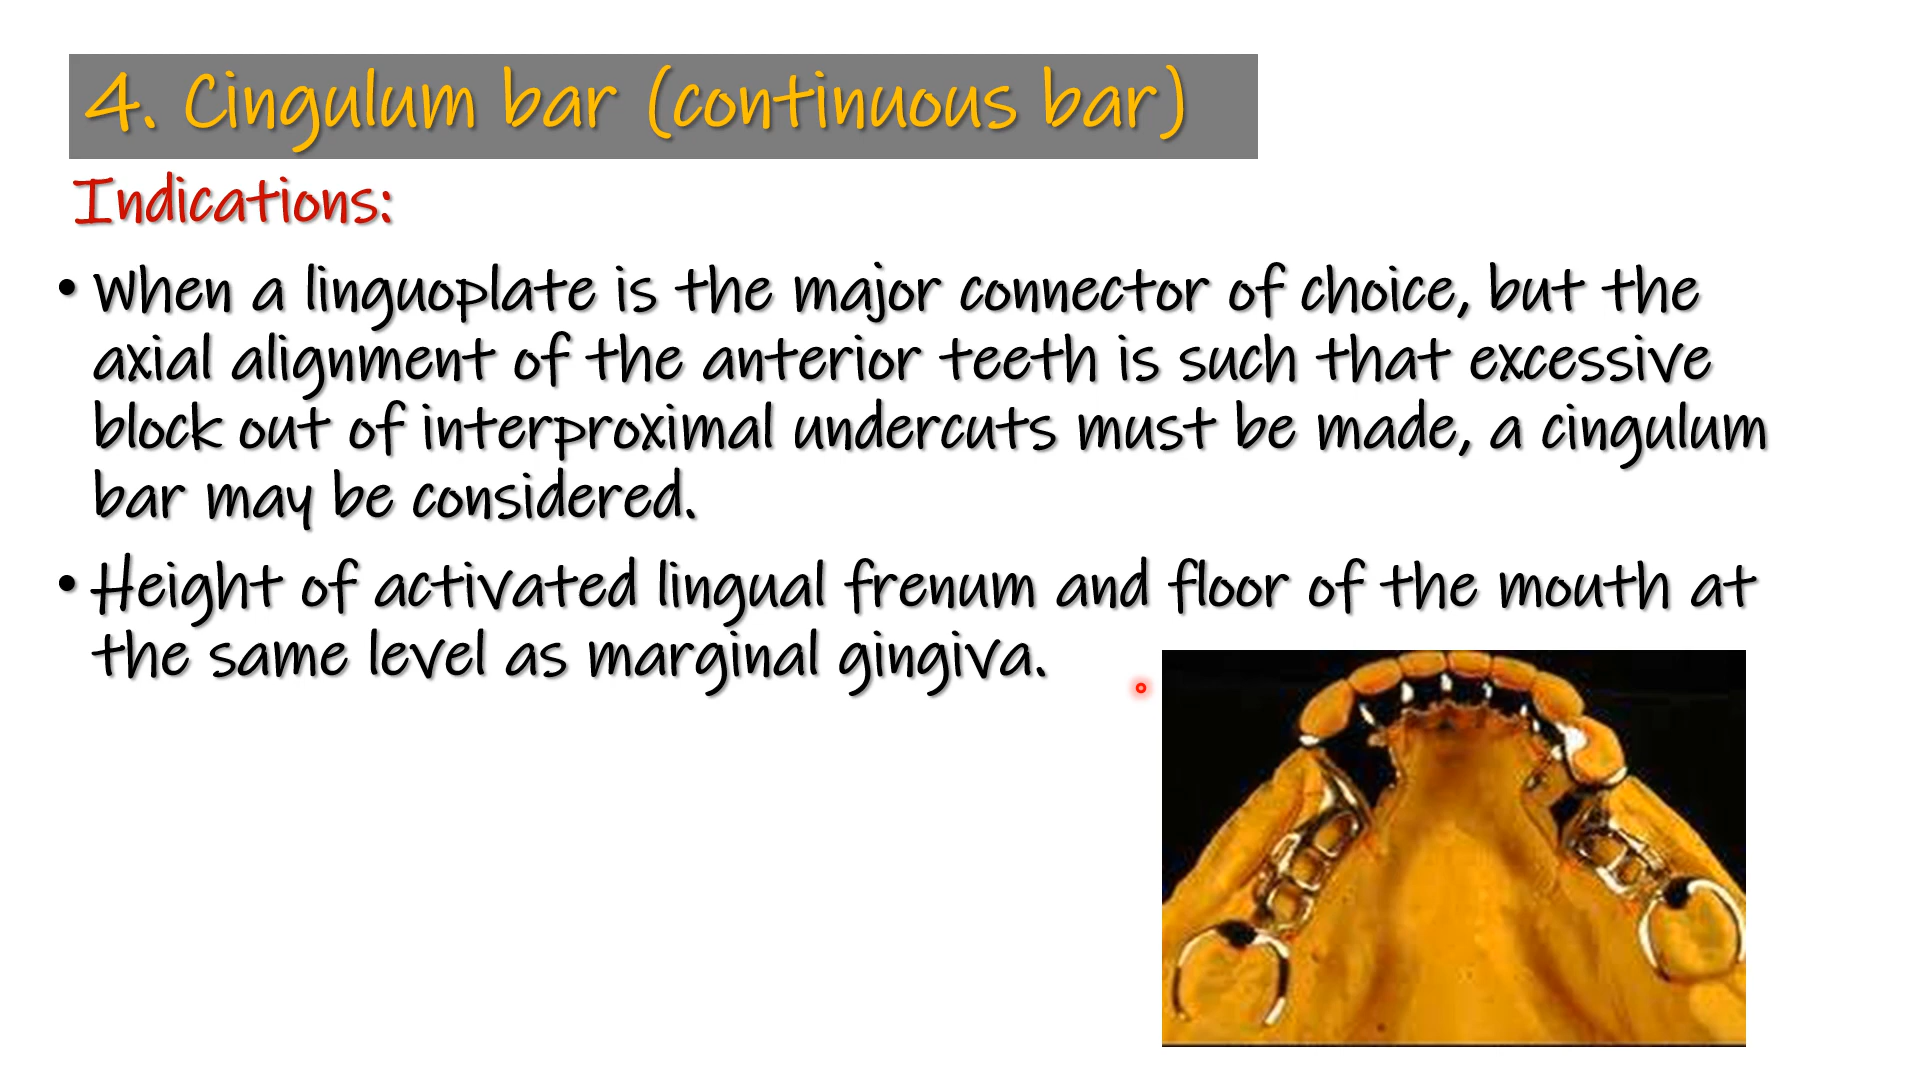 4. Cingulum bar (continuous bar)
Indications:
• When a linguoplate is the major connector of choice, but the
axial alignment of the anterior teeth is such that excessive
block out of interproximal undercuts must be made, a cingulum
bar may be considered.
• Height of activated lingual frenum and floor of the mouth at
the same level as marginal gingiva.